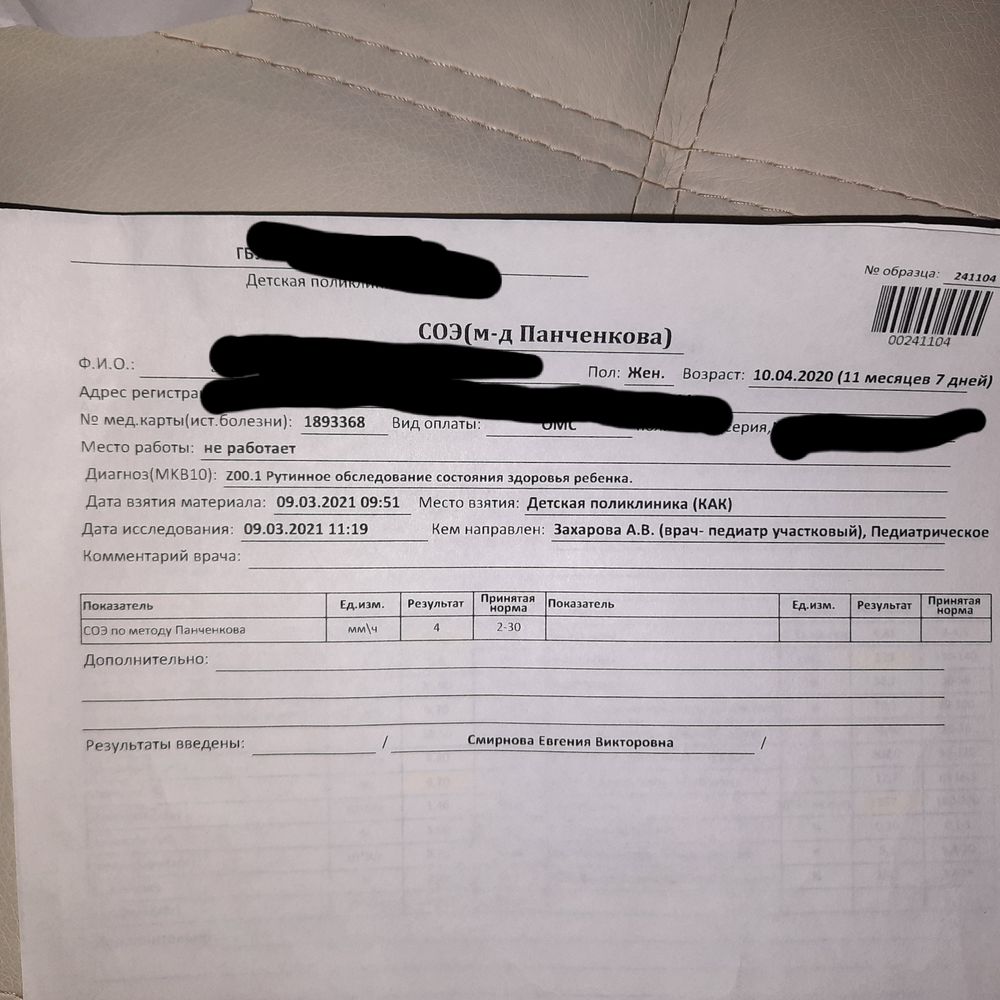 ГБ
Детская поликлини
№ образца: 241104
00241104
СОЭ(м-д Панченкова)
Ф.И.О.: Пол: Жен. Возраст: 10.04.2020 (11 месяцев 7 дней)
Адрес регистра
№ мед.карты(ист.болезни): 1893368 Вид оплаты: ОМС ерия,
Место работы: не работает
Диагноз(МКВ10): Z00.1 Рутинное обследование состояния здоровья ребенка.
Дата взятия материала: 09.03.2021 09:51 Место взятия: Детская поликлиника (КАК)
Дата исследования: 09.03.2021 11:19 Кем направлен: Захарова А.В. (врач- педиатр участковый), Педиатрическое
Комментарий врача:
Показатель Ед.изм. Результат Принятая норма Показатель Ед.изм. Результат Принятая норма
СОЭ по методу Панченкова мм\ч 4 2-30
Дополнительно:
Результаты введены: / Смирнова Евгения Викторовна /